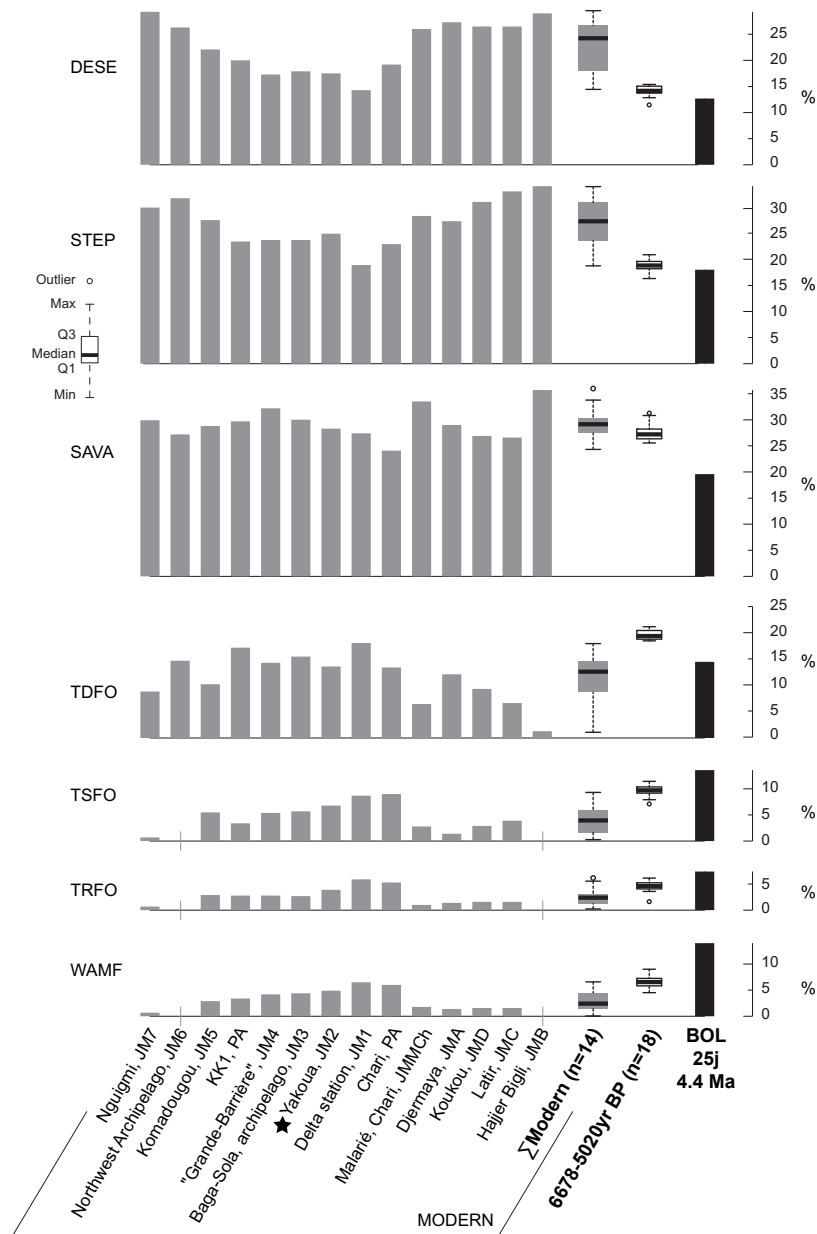 DESE
25
20
15
10
5
0
%
STEP
30
25
20
15
10
5
0
%
Outlier
Max
Q3
Median
Q1
Min
SAVA
35
30
25
20
15
10
5
0
%
TDFO
25
20
15
10
5
0
%
TSFO
10
5
0
%
TRFO
5
0
%
WAMF
10
5
0
%
Nguigmi, JM7
Northwest Archipelago, JM6
Komadougou, JM5
KK1, PA
"Grande-Barrière", JM4
Baga-Sola, archipelago, JM3
★ Yakoua, JM2
Delta station, JM1
Chari, PA
Malarié, Chari, JMMCh
Djermaya, JMA
Koukou, JMD
Latir, JMC
Hajjer Bigli, JMB
∑Modern (n=14)
6678-5020yr BP (n=18)
BOL
25j
4.4 Ma
MODERN